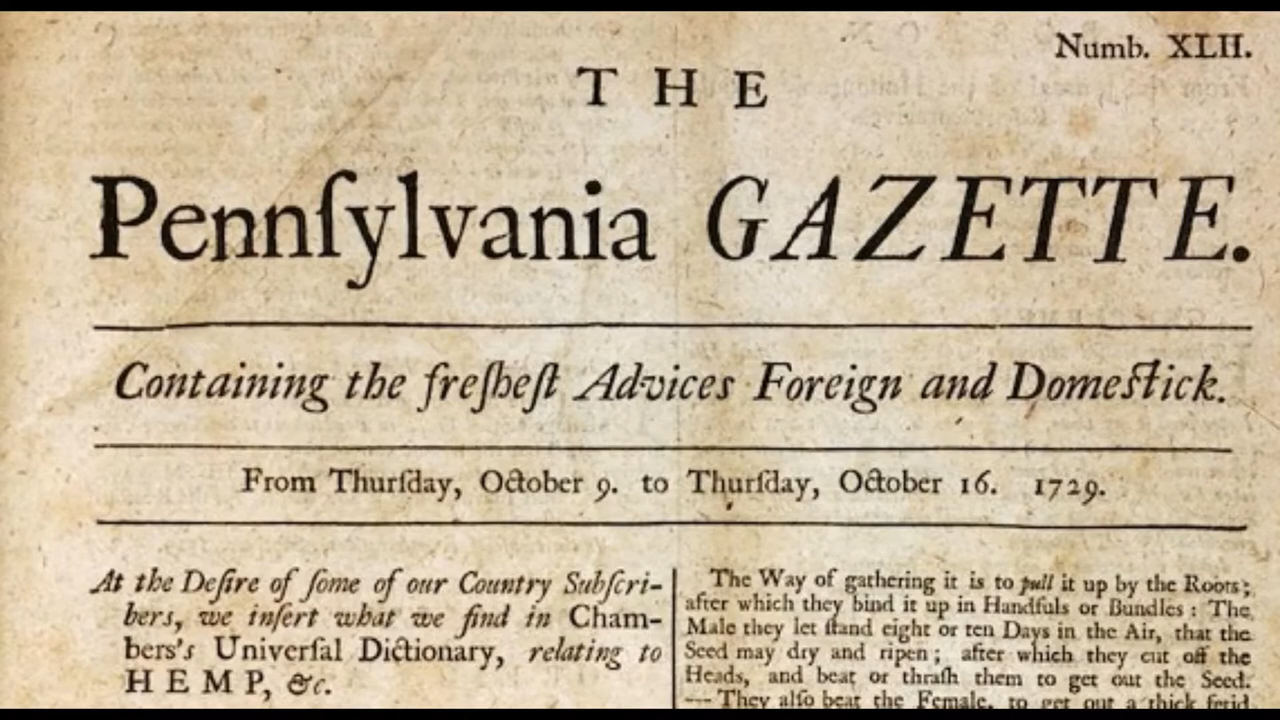 Numb. XLII.
THE
Pennſylvania GAZETTE.
Containing the freſheſt Advices Foreign and Domeſtick.
From Thurſday, October 9. to Thurſday, October 16. 1729.
At the Deſire of ſome of our Country Subſcri-
bers, we inſert what we find in Cham-
bers's Univerſal Dictionary, relating to
HEMP, &c.
The Way of gathering it is to pull it up by the Roots;
after which they bind it up in Handfuls or Bundles: The
Male they let ſtand eight or ten Days in the Air, that the
Seed may dry and ripen; after which they cut off the
Heads, and beat or thraſh them to get out the Seed.
—They alſo beat the Female, to get out a thick fetid